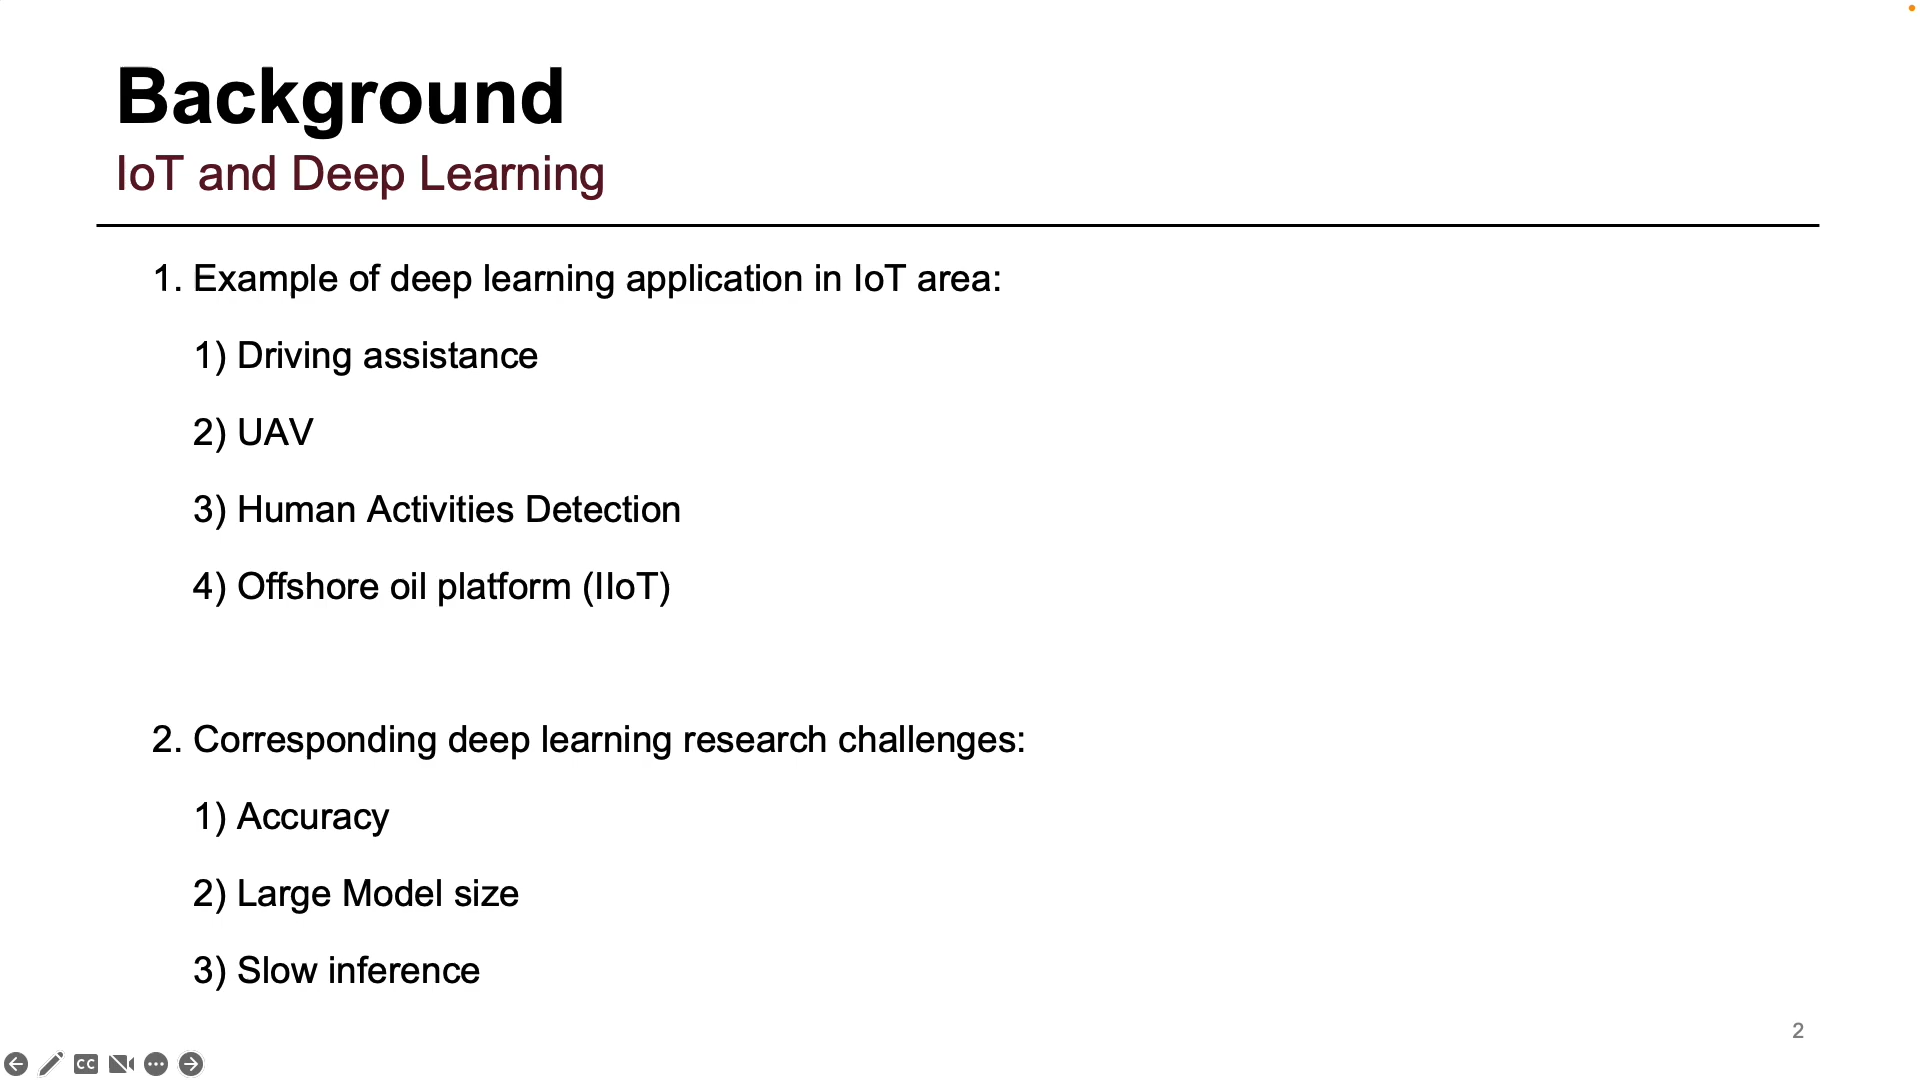 Background
IoT and Deep Learning
1. Example of deep learning application in IoT area:
1) Driving assistance
2) UAV
3) Human Activities Detection
4) Offshore oil platform (IIoT)
2. Corresponding deep learning research challenges:
1) Accuracy
2) Large Model size
3) Slow inference
2
CC